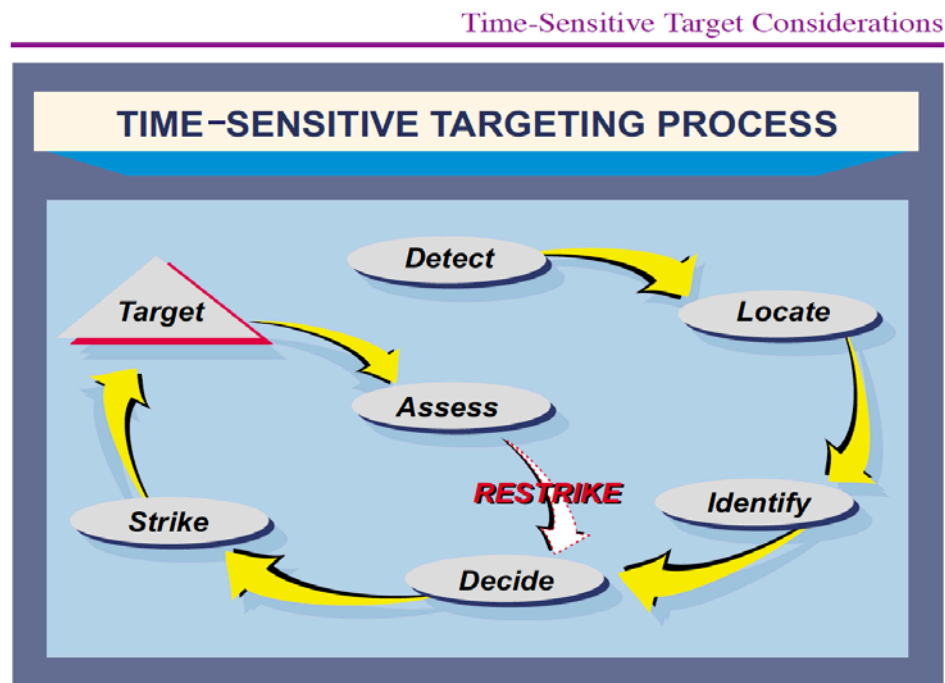 Time-Sensitive Target Considerations
TIME-SENSITIVE TARGETING PROCESS
Detect
Target
Locate
Assess
RESTRIKE
Identify
Strike
Decide